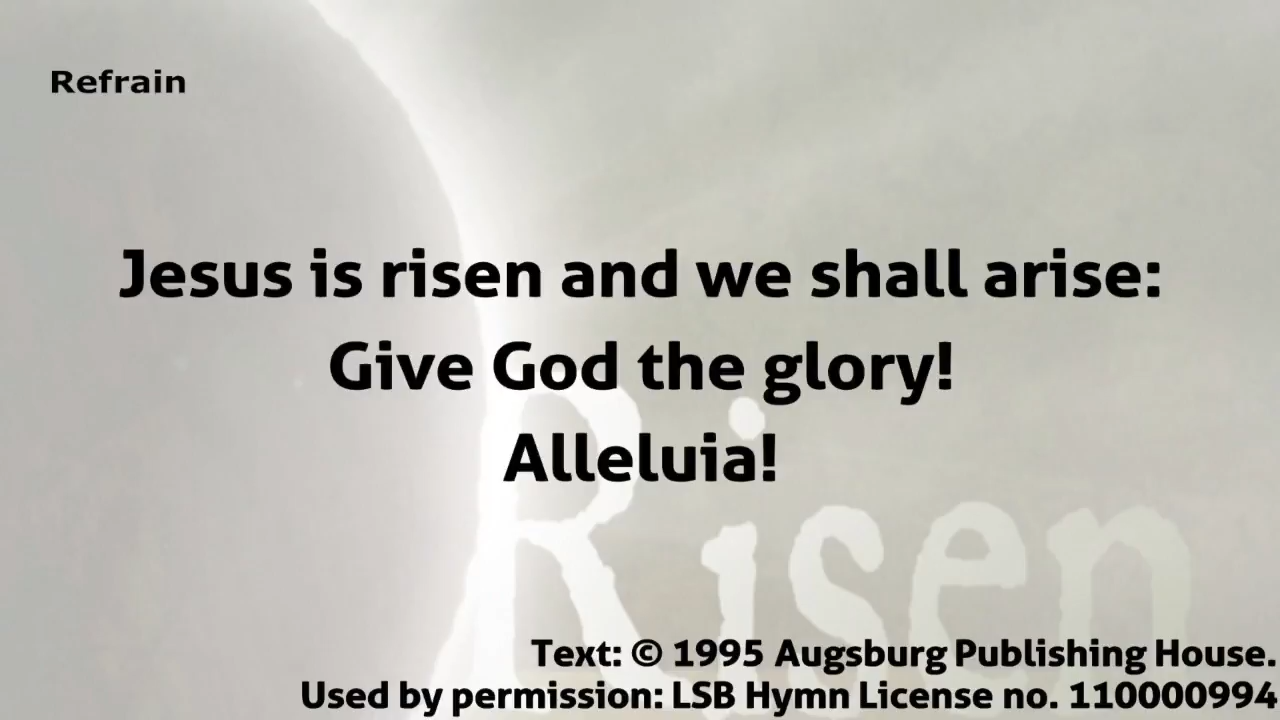 Refrain
Jesus is risen and we shall arise:
Give God the glory!
Alleluia!
Risen
Text: © 1995 Augsburg Publishing House.
Used by permission: LSB Hymn License no. 110000994